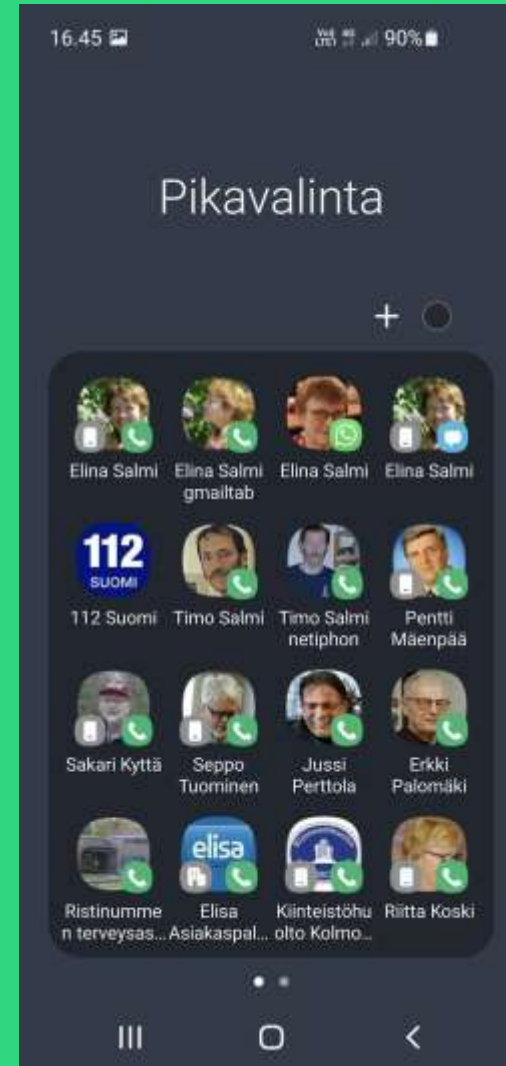 16.45
90%
Pikavalinta
+
Elina Salmi
Elina Salmi
gmailtab
Elina Salmi
Elina Salmi
112
SUOMI
112 Suomi
Timo Salmi
Timo Salmi
netiphon
Pentti
Mäenpää
Sakari Kyttä
Seppo
Tuominen
Jussi
Perttola
Erkki
Palomäki
elisa
Ristinumme
n terveysas...
Elisa
Asiakaspal...
Kiinteistöhu
olto Kolmo...
Riitta Koski